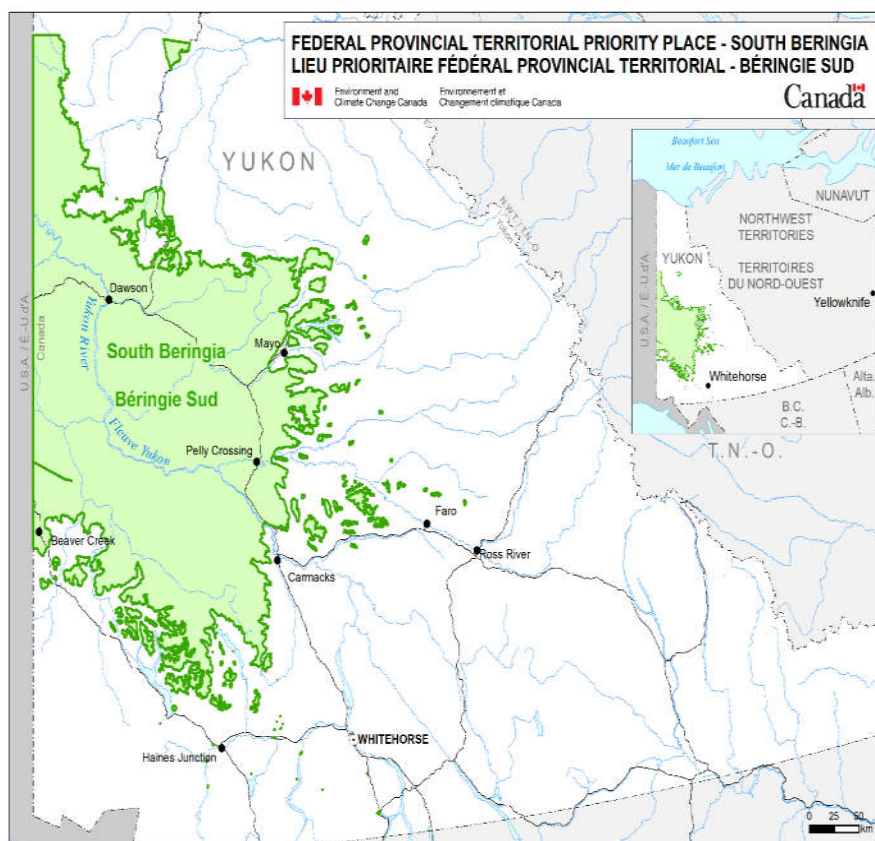 FEDERAL PROVINCIAL TERRITORIAL PRIORITY PLACE - SOUTH BERINGIA
LIEU PRIORITAIRE FÉDÉRAL PROVINCIAL TERRITORIAL - BÉRINGIE SUD
Environment and
Climate Change Canada
Environnement et
Changement climatique Canada
Canada
Beaufort Sea
Mer de Beaufort
NUNAVUT
NORTHWEST
TERRITORIES
YUKON
TERRITOIRES
DU NORD-OUEST
Yellowknife
U.S.A. / É.-U d'A.
Whitehorse
Alta.
Alb.
B.C.
C.-B.
YUKON
N.W.T/T.N.-O
Yukon
Dawson
Yukon River
U.S.A. / É.-U d'A.
Canada
South Beringia
Mayo
Béringie Sud
Fleuve Yukon
Pelly Crossing
T.N.-O.
Beaver Creek
Faro
Ross River
Carmacks
WHITEHORSE
Haines Junction
0 25 50
km